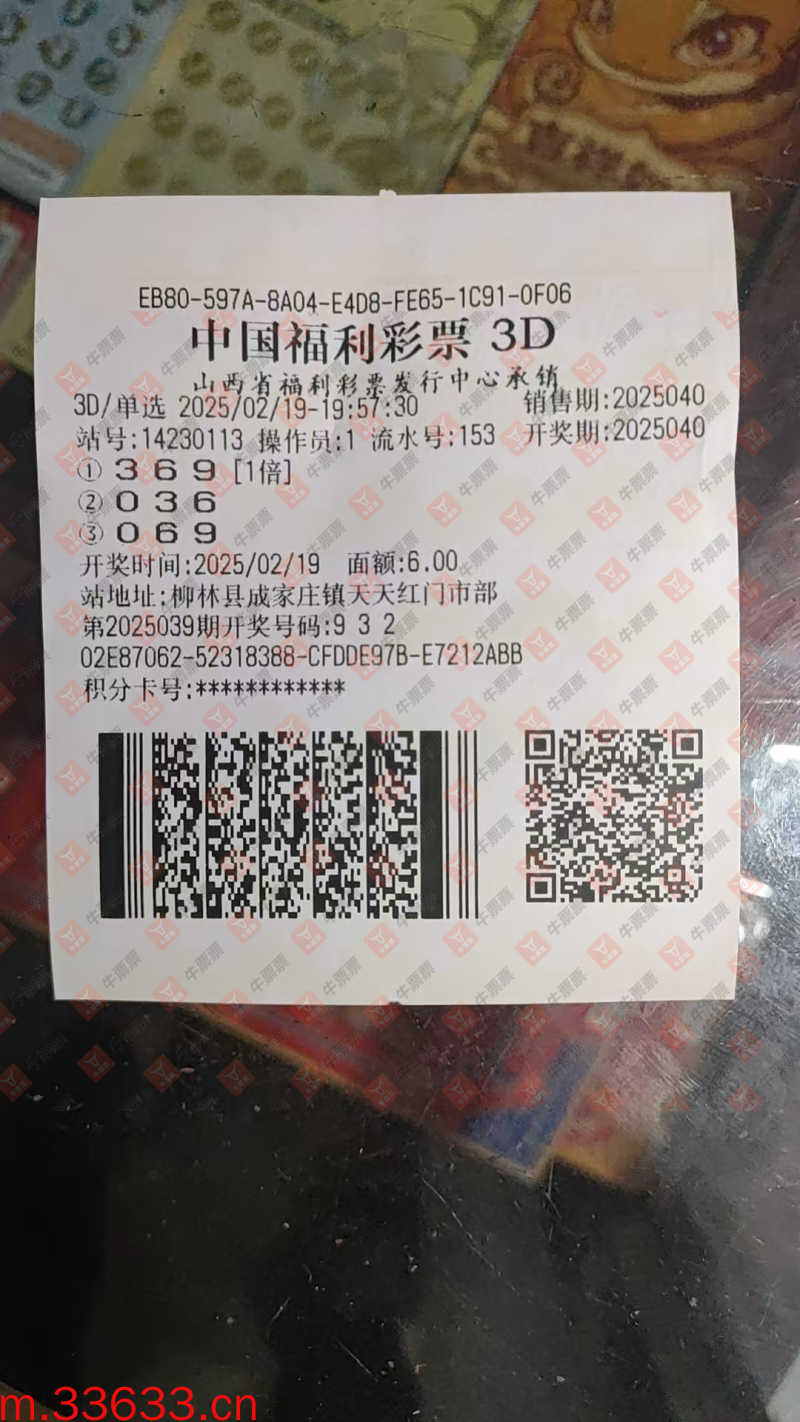 EB80-597A-8A04-E4D8-FE65-1C91-0F06
中国福利彩票 3D
山西省福利彩票发行中心承销
3D/单选 2025/02/19-19:57:30 销售期:2025040
站号:14230113 操作员:1 流水号:153 开奖期:2025040
① 3 6 9 [1倍]
② 0 3 6
③ 0 6 9
开奖时间:2025/02/19 面额:6.00
站地址:柳林县成家庄镇天天红门市部
第2025039期开奖号码:9 3 2
02E87062-52318388-CFDDE97B-E7212ABB
积分卡号:************
牛票票
m.33633.cn